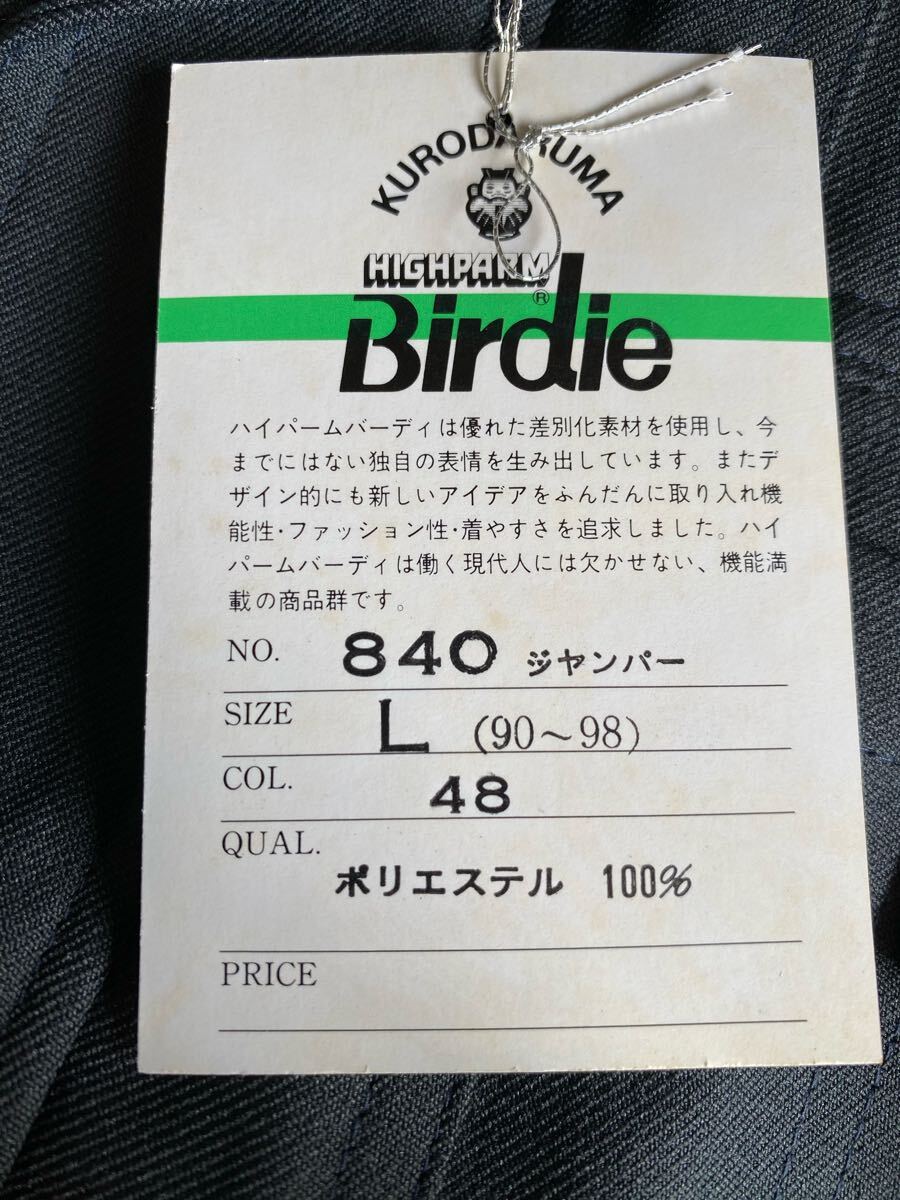 KURODARUMA
HIGHPARM
Birdie®
ハイパームバーディは優れた差別化素材を使用し、今
までにはない独自の表情を生み出しています。またデ
ザイン的にも新しいアイデアをふんだんに取り入れ機
能性･ファッション性･着やすさを追求しました。ハイ
パームバーディは働く現代人には欠かせない、機能満
載の商品群です。
NO. 840 ジヤンパー
SIZE L (90～98)
COL. 48
QUAL.
ポリエステル 100%
PRICE